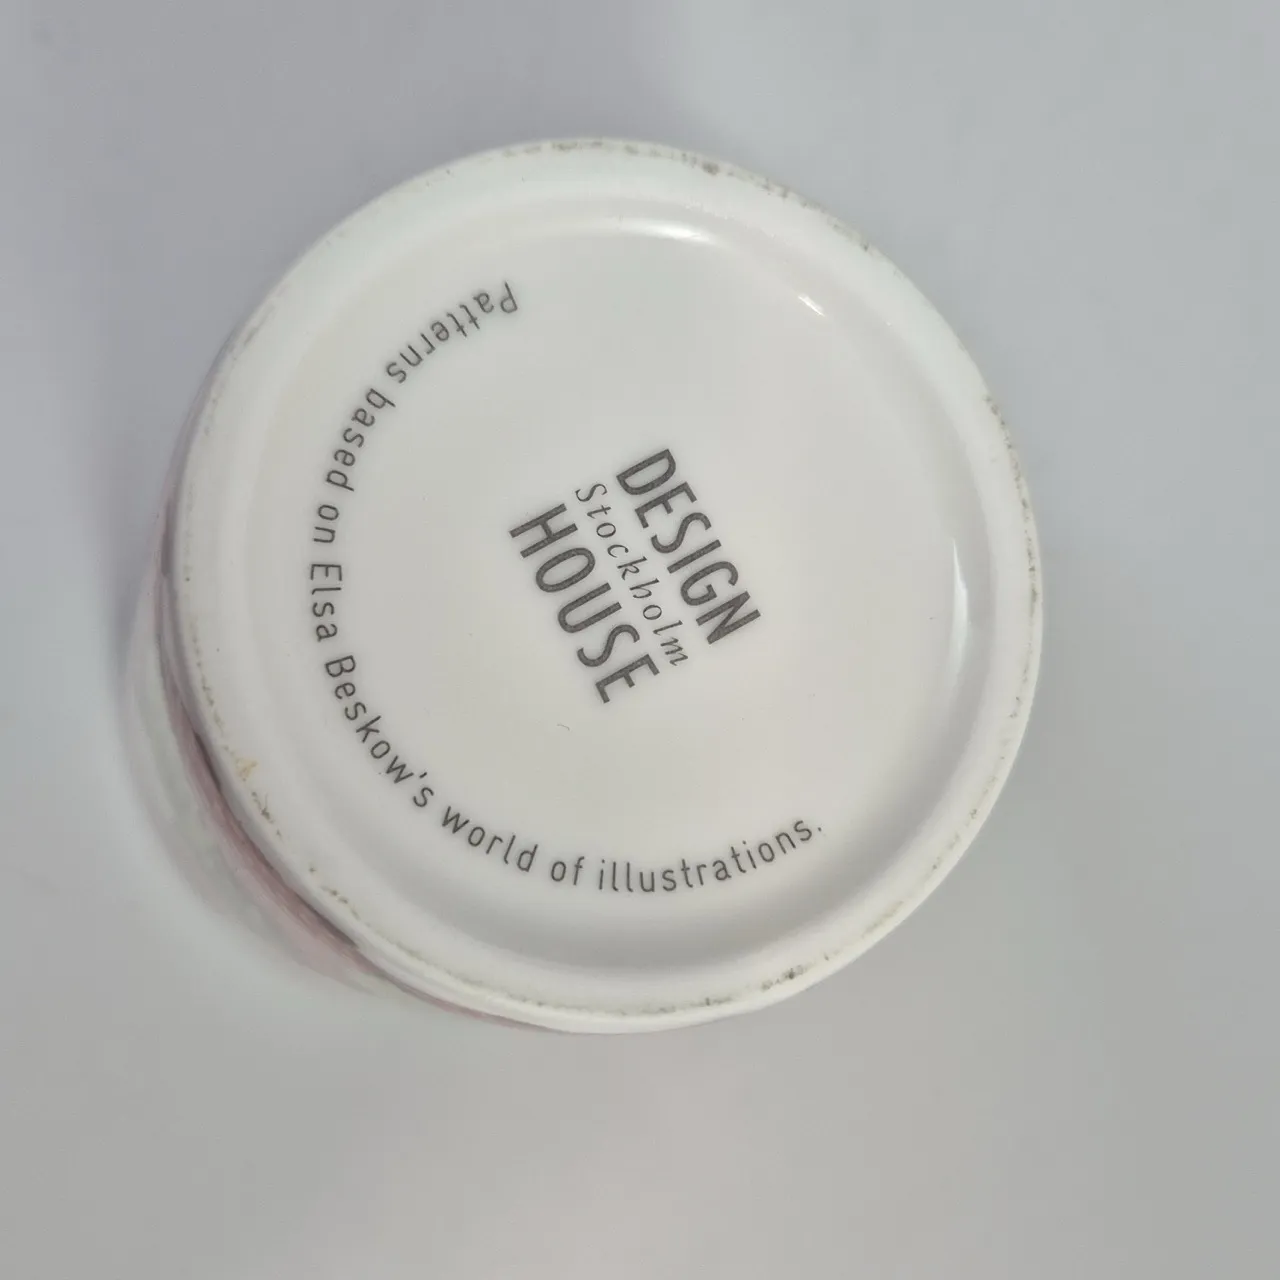 DESIGN
Stockholm
HOUSE
Patterns based on Elsa Beskow's world of illustrations.